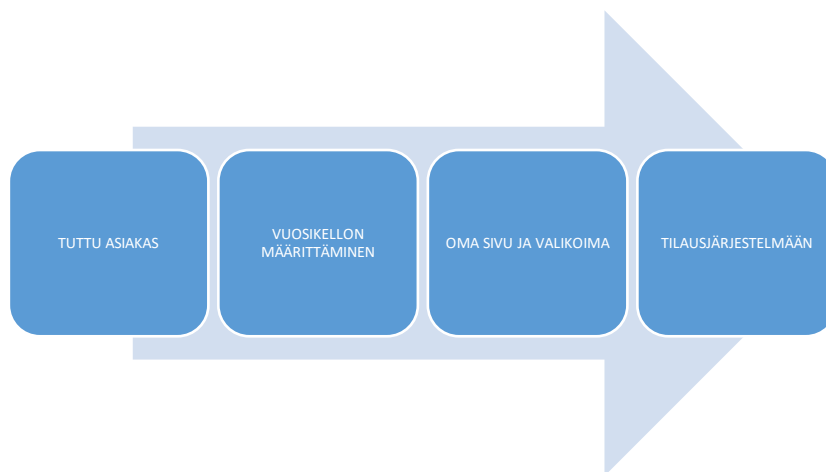 TUTTU ASIAKAS
VUOSIKELLON
MÄÄRITTÄMINEN
OMA SIVU JA VALIKOIMA
TILAUSJÄRJESTELMÄÄN